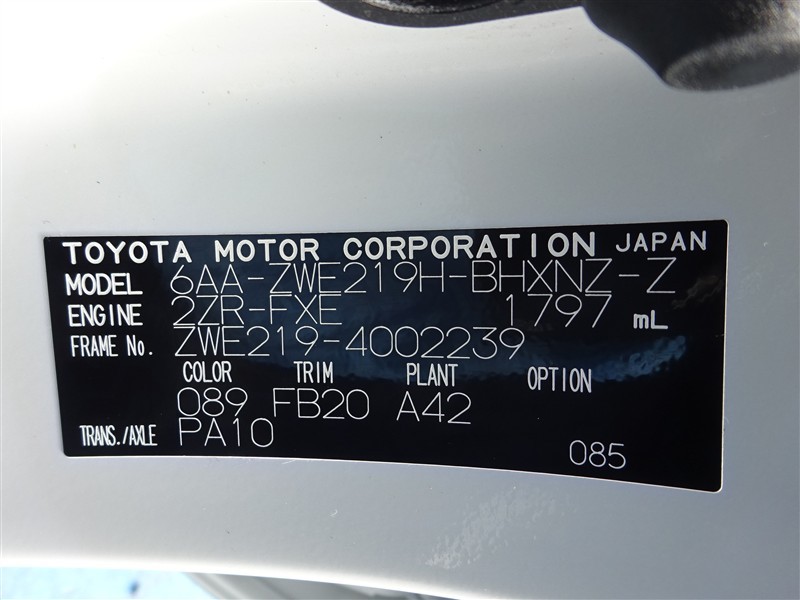 TOYOTA MOTOR CORPORATION JAPAN
MODEL 6AA-ZWE219H-BHXNZ-Z
ENGINE 2ZR-FXE 1797 mL
FRAME No. ZWE219-4002239
COLOR TRIM PLANT OPTION
089 FB20 A42
TRANS./AXLE PA10
085